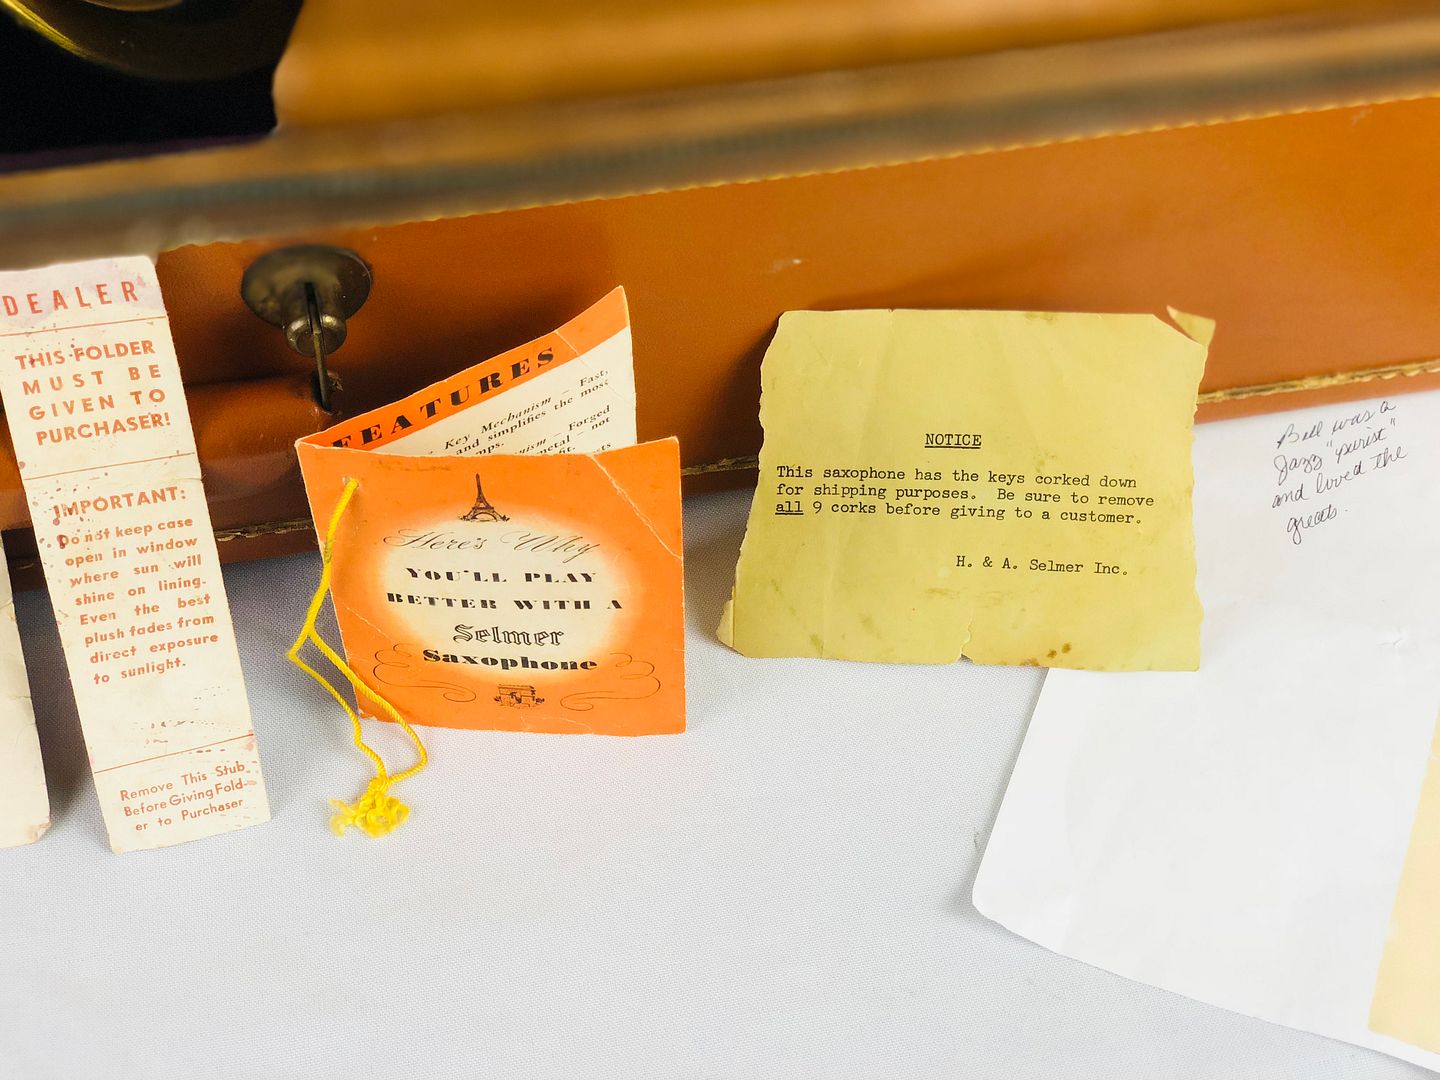 DEALER
THIS FOLDER
MUST BE
GIVEN TO
PURCHASER!
IMPORTANT:
Do not keep case
open in window
where sun will
shine on lining.
Even the best
plush fades from
direct exposure
to sunlight.
Remove This Stub
Before Giving Fold-
er to Purchaser
FEATURES
Key Mechanism — Fast,
and simplifies the most
Forged
metal — not
Here's Why
YOU'LL PLAY
BETTER WITH A
Selmer
Saxophone
NOTICE
This saxophone has the keys corked down
for shipping purposes. Be sure to remove
all 9 corks before giving to a customer.
H. & A. Selmer Inc.
Bill was a
Jazz "purist"
and loved the
greats.